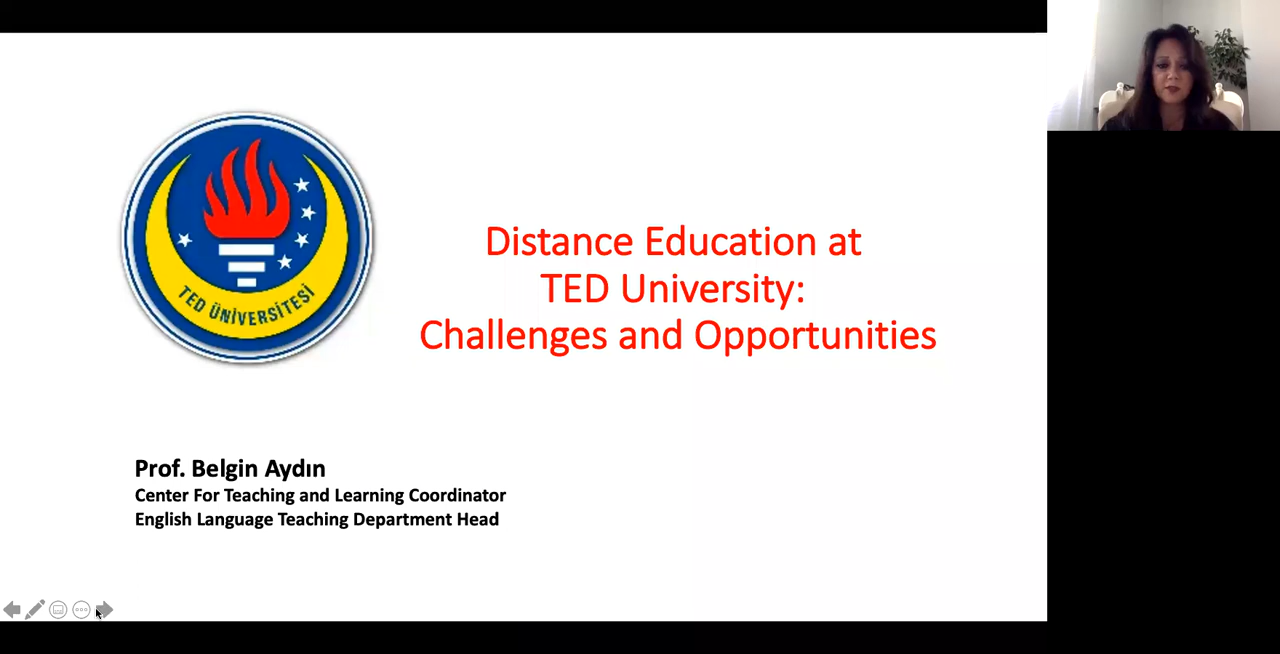 TED ÜNİVERSİTESİ
Distance Education at
TED University:
Challenges and Opportunities
Prof. Belgin Aydın
Center For Teaching and Learning Coordinator
English Language Teaching Department Head